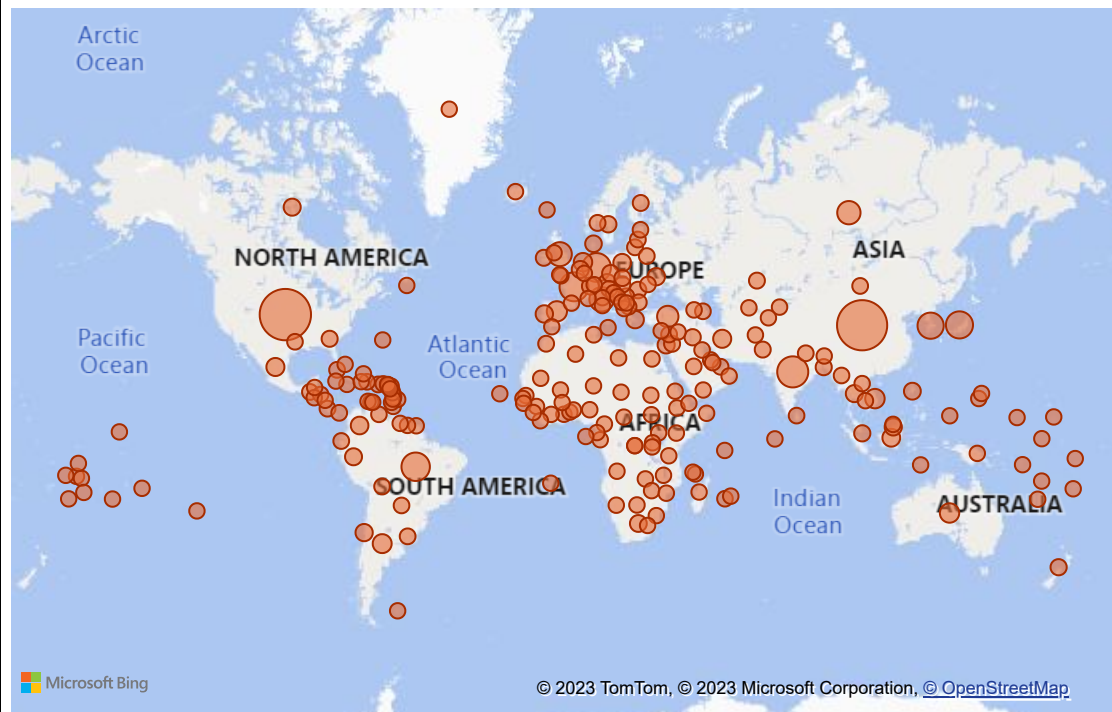 Arctic
Ocean
NORTH AMERICA
EUROPE
ASIA
Pacific
Ocean
Atlantic
Ocean
AFRICA
SOUTH AMERICA
Indian
Ocean
AUSTRALIA
Microsoft Bing
© 2023 TomTom, © 2023 Microsoft Corporation, © OpenStreetMap